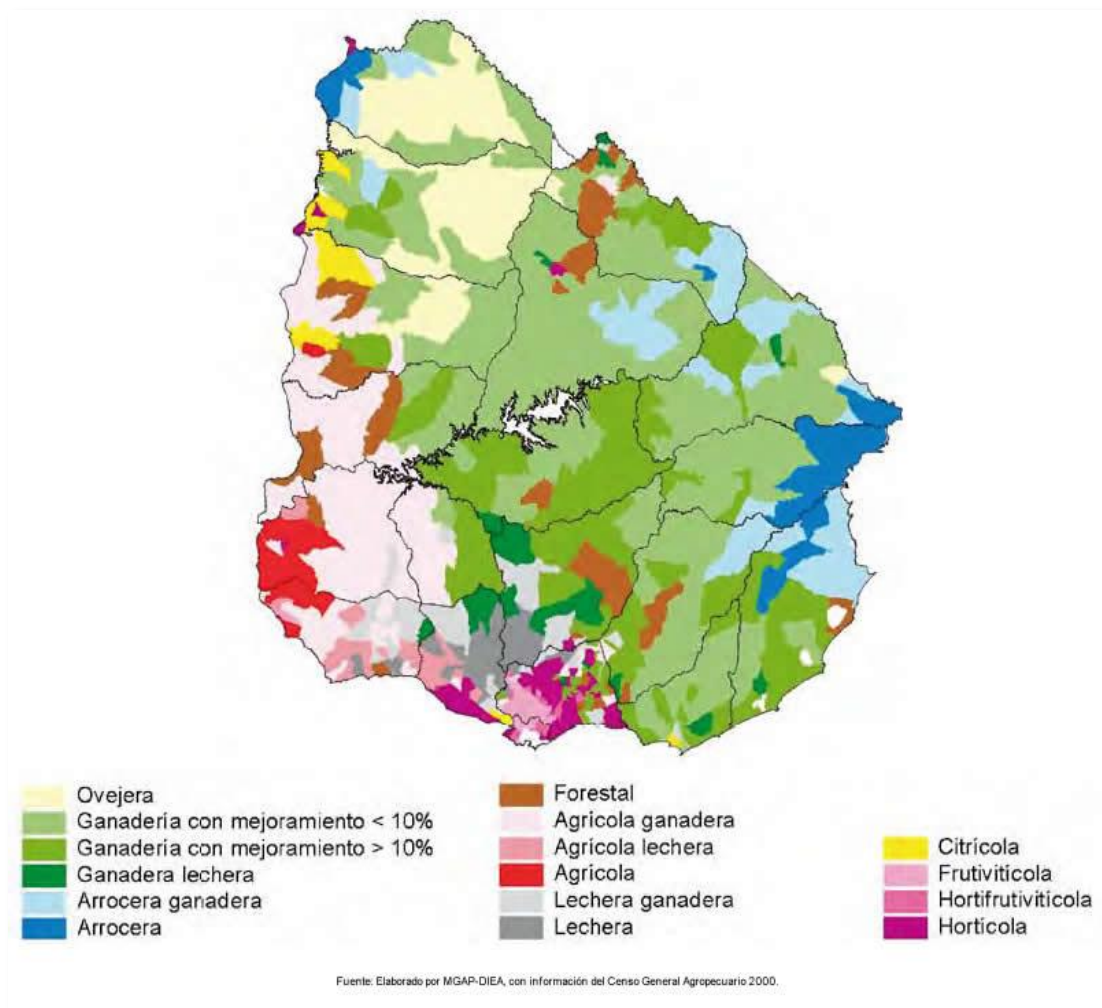 Ovejera
Ganadería con mejoramiento < 10%
Ganadería con mejoramiento > 10%
Ganadera lechera
Arrocera ganadera
Arrocera
Forestal
Agrícola ganadera
Agrícola lechera
Agrícola
Lechera ganadera
Lechera
Citrícola
Frutivitícola
Hortifrutivitícola
Hortícola
Fuente: Elaborado por MGAP-DIEA, con información del Censo General Agropecuario 2000.